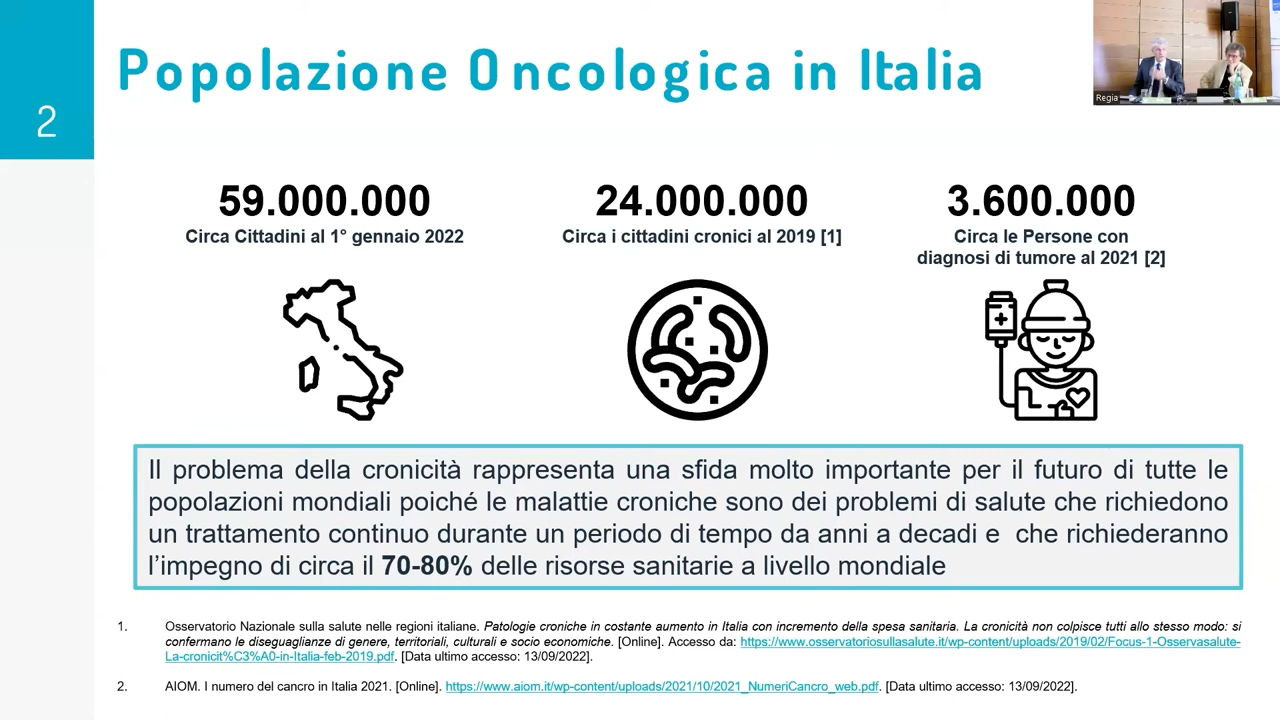 2
Popolazione Oncologica in Italia
Regia
59.000.000
Circa Cittadini al 1° gennaio 2022
24.000.000
Circa i cittadini cronici al 2019 [1]
3.600.000
Circa le Persone con
diagnosi di tumore al 2021 [2]
Il problema della cronicità rappresenta una sfida molto importante per il futuro di tutte le
popolazioni mondiali poiché le malattie croniche sono dei problemi di salute che richiedono
un trattamento continuo durante un periodo di tempo da anni a decadi e che richiederanno
l’impegno di circa il 70-80% delle risorse sanitarie a livello mondiale
1. Osservatorio Nazionale sulla salute nelle regioni italiane. Patologie croniche in costante aumento in Italia con incremento della spesa sanitaria. La cronicità non colpisce tutti allo stesso modo: si
confermano le diseguaglianze di genere, territoriali, culturali e socio economiche. [Online]. Accesso da: https://www.osservatoriosullasalute.it/wp-content/uploads/2019/02/Focus-1-Osservasalute-
La-cronicit%C3%A0-in-Italia-feb-2019.pdf. [Data ultimo accesso: 13/09/2022].
2. AIOM. I numero del cancro in Italia 2021. [Online]. https://www.aiom.it/wp-content/uploads/2021/10/2021_NumeriCancro_web.pdf. [Data ultimo accesso: 13/09/2022].